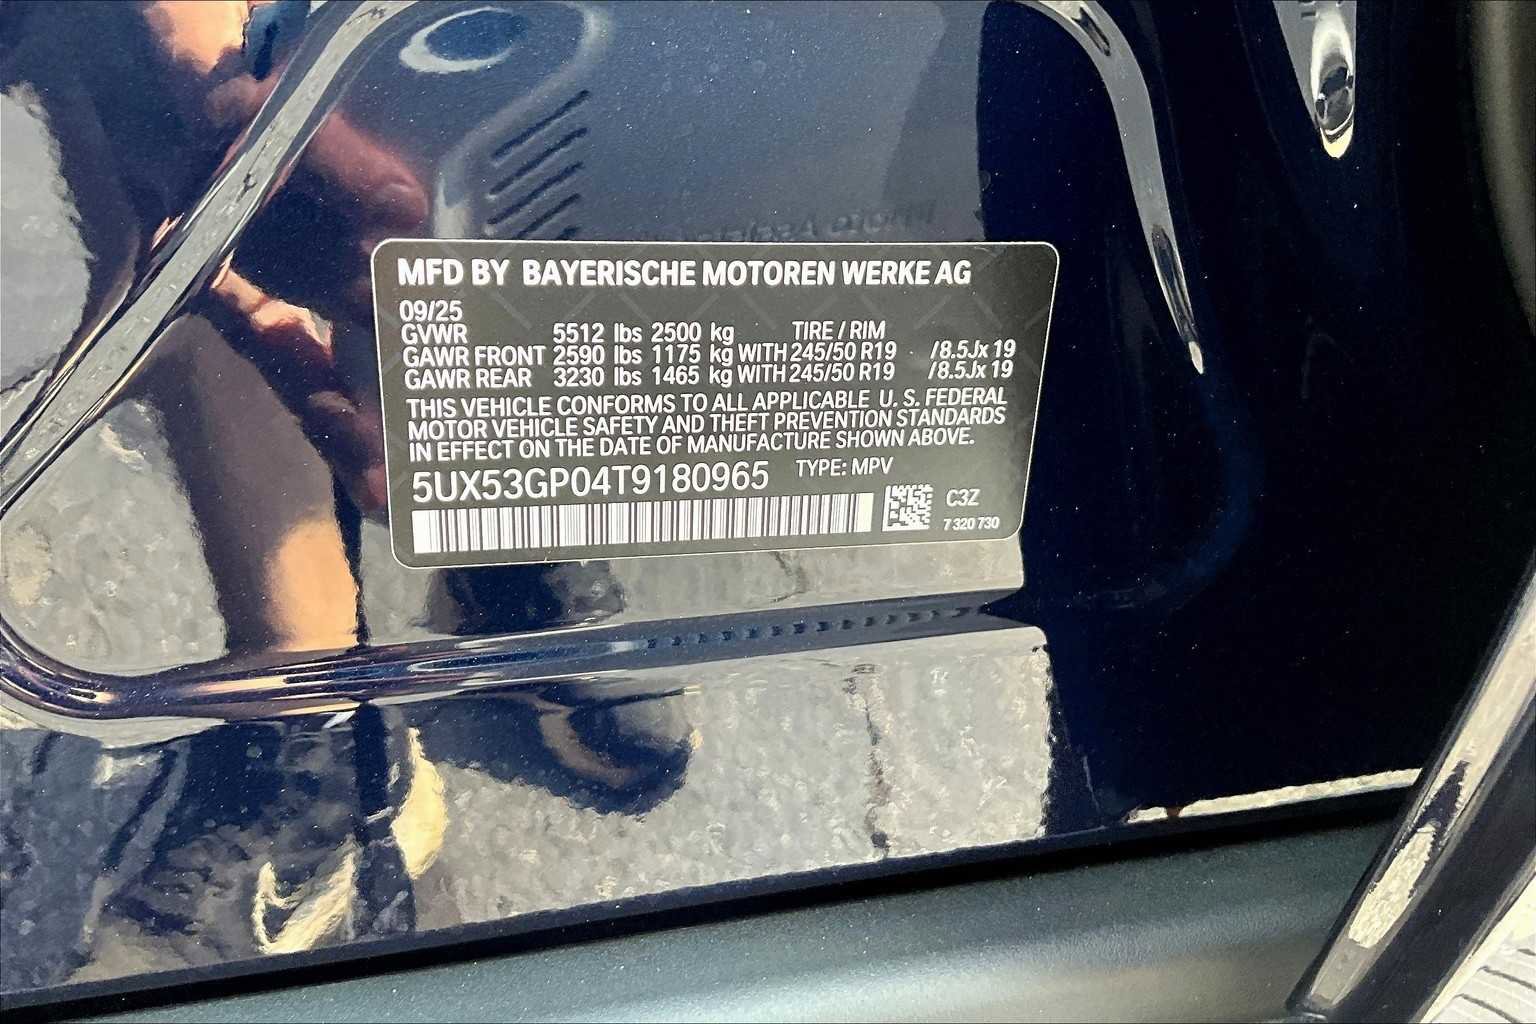 MFD BY BAYERISCHE MOTOREN WERKE AG
09/25
GVWR 5512 lbs 2500 kg TIRE / RIM
GAWR FRONT 2590 lbs 1175 kg WITH 245/50 R19 /8.5Jx 19
GAWR REAR 3230 lbs 1465 kg WITH 245/50 R19 /8.5Jx 19
THIS VEHICLE CONFORMS TO ALL APPLICABLE U. S. FEDERAL
MOTOR VEHICLE SAFETY AND THEFT PREVENTION STANDARDS
IN EFFECT ON THE DATE OF MANUFACTURE SHOWN ABOVE.
5UX53GP04T9180965 TYPE: MPV
C3Z
7 320 730